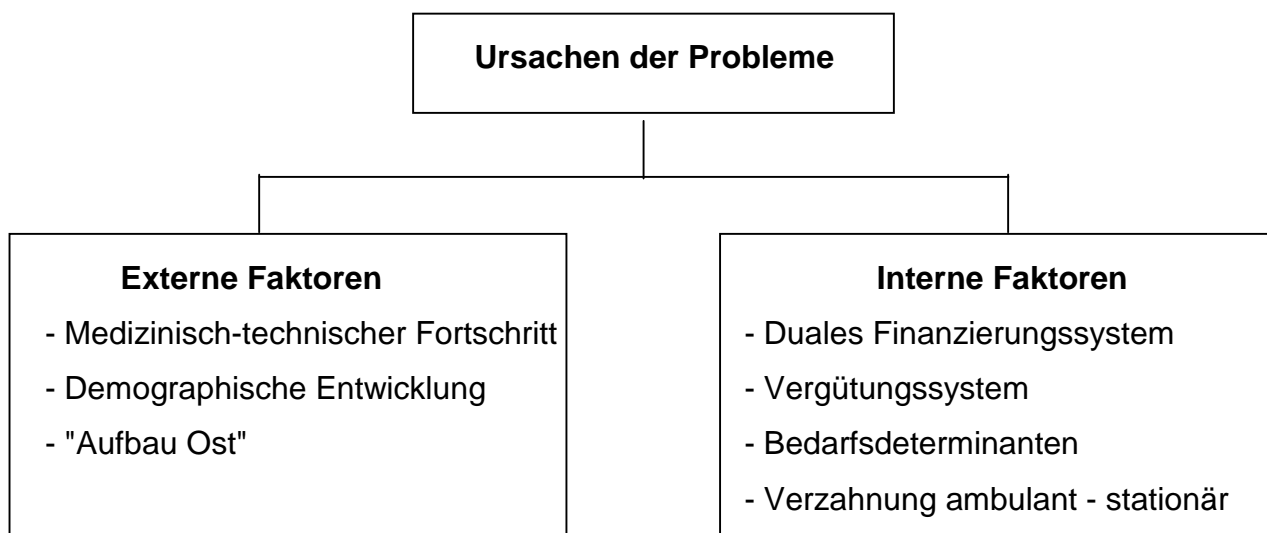 Ursachen der Probleme
Externe Faktoren
- Medizinisch-technischer Fortschritt
- Demographische Entwicklung
- "Aufbau Ost"
Interne Faktoren
- Duales Finanzierungssystem
- Vergütungssystem
- Bedarfsdeterminanten
- Verzahnung ambulant - stationär